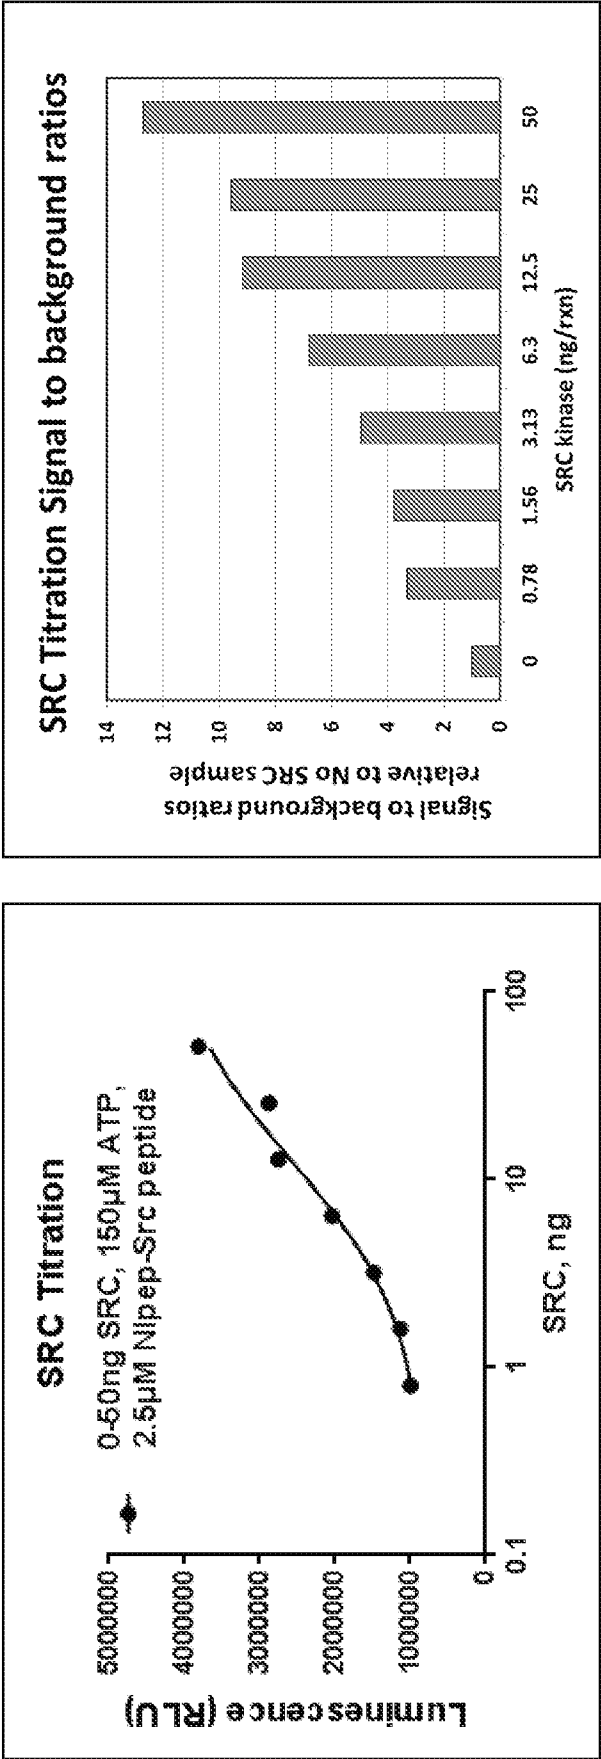 SRC Titration
0-50ng SRC, 150µM ATP,
2.5µM Nlpep-Src peptide
Luminescence (RLU)
5000000
4000000
3000000
2000000
1000000
0
0.1
1
10
100
SRC, ng
SRC Titration Signal to background ratios
Signal to background ratios
relative to No SRC sample
14
12
10
8
6
4
2
0
0
0.78
1.56
3.13
6.3
12.5
25
50
SRC kinase (ng/rxn)